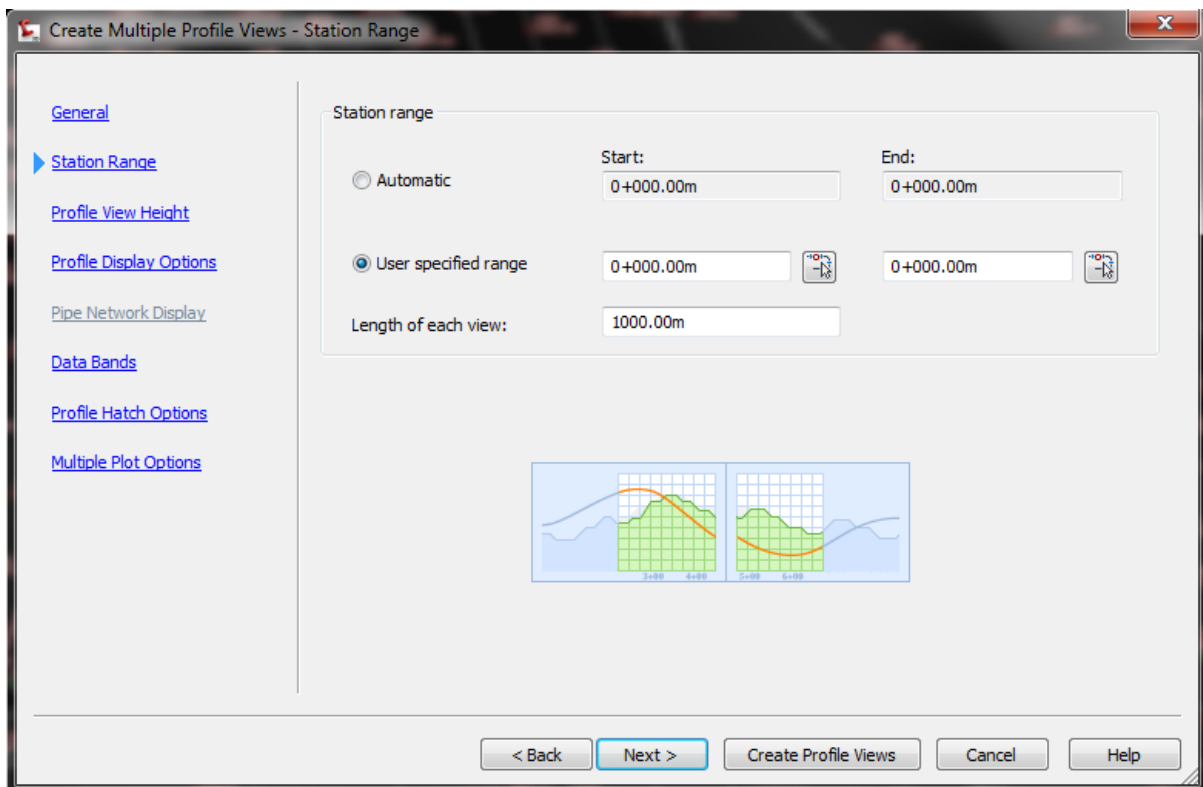 Create Multiple Profile Views - Station Range
General
Station Range
Profile View Height
Profile Display Options
Pipe Network Display
Data Bands
Profile Hatch Options
Multiple Plot Options
Station range
Start: End:
Automatic 0+000.00m 0+000.00m
User specified range 0+000.00m 0+000.00m
Length of each view: 1000.00m
3+00 4+00 5+00 6+00
< Back Next > Create Profile Views Cancel Help